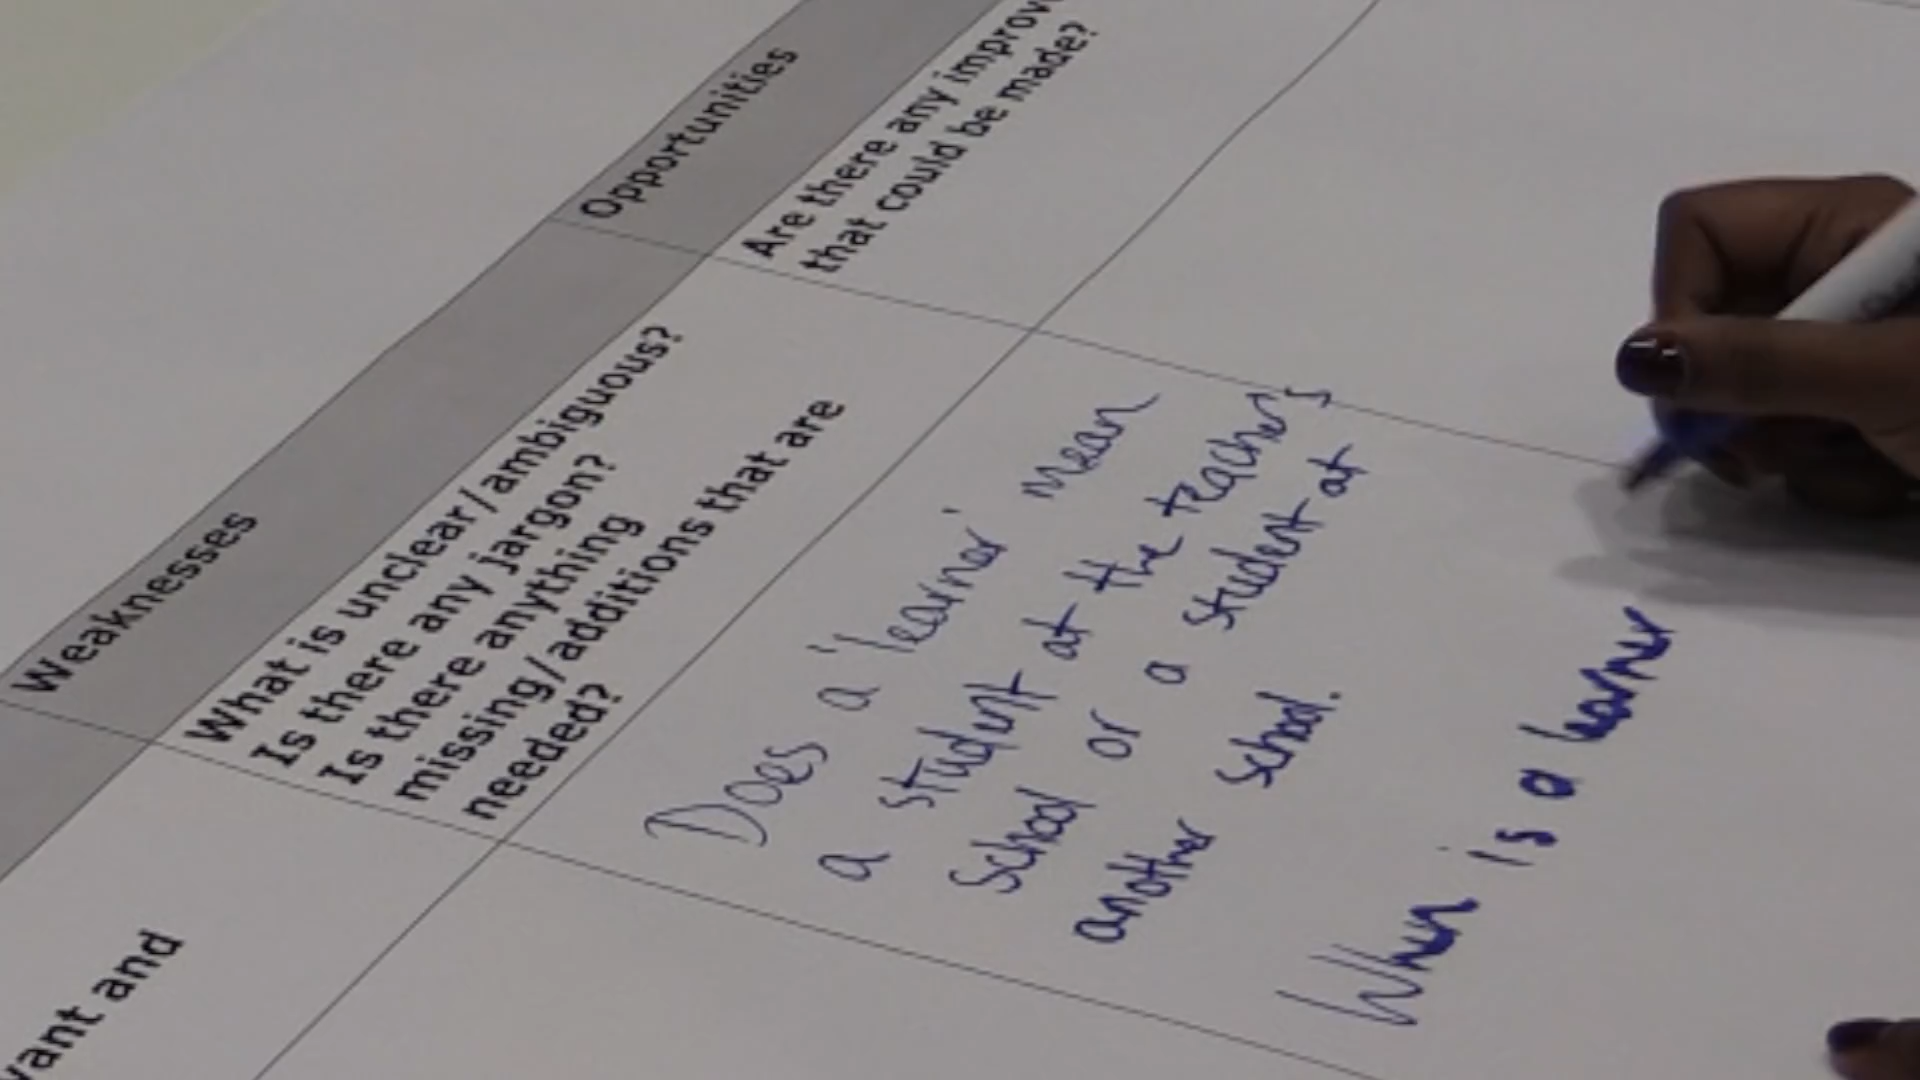 vant and
Weaknesses
What is unclear/ambiguous?
Is there any jargon?
Is there anything
missing/additions that are
needed?
Does a 'learner' mean
a student at the teachers
school or a student at
another school.
When is a learner
Opportunities
Are there any improv
that could be made?